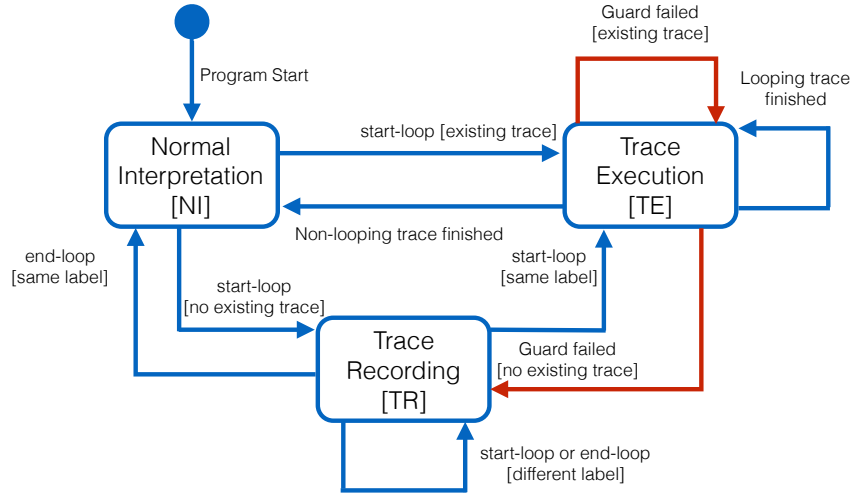 Guard failed
[existing trace]
Program Start
Looping trace
finished
start-loop [existing trace]
Normal
Interpretation
[NI]
Trace
Execution
[TE]
Non-looping trace finished
end-loop
[same label]
start-loop
[no existing trace]
start-loop
[same label]
Trace
Recording
[TR]
Guard failed
[no existing trace]
start-loop or end-loop
[different label]